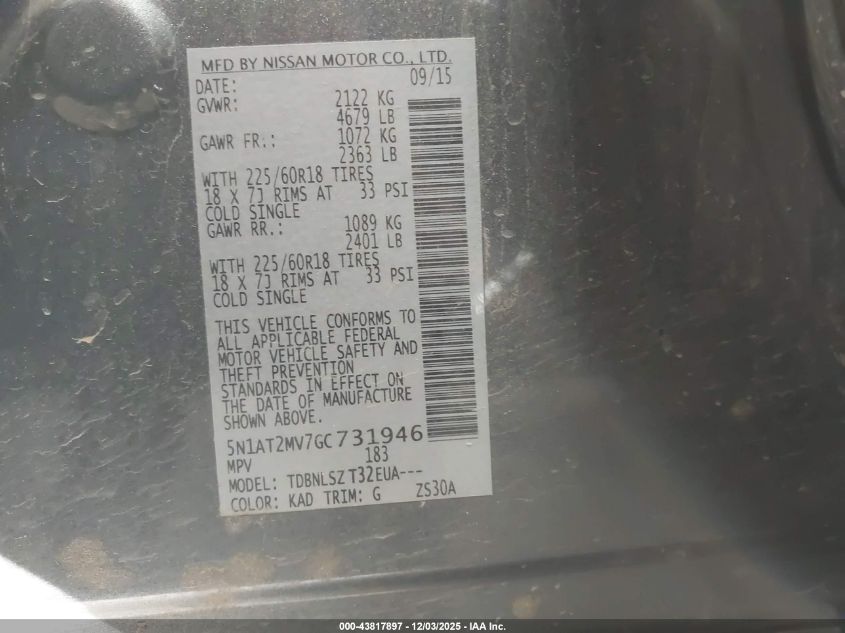 MFD BY NISSAN MOTOR CO., LTD.
DATE: 09/15
GVWR: 2122 KG
4679 LB
GAWR FR.: 1072 KG
2363 LB
WITH 225/60R18 TIRES
18 X 7J RIMS AT 33 PSI
COLD SINGLE
GAWR RR.: 1089 KG
2401 LB
WITH 225/60R18 TIRES
18 X 7J RIMS AT 33 PSI
COLD SINGLE
THIS VEHICLE CONFORMS TO
ALL APPLICABLE FEDERAL
MOTOR VEHICLE SAFETY AND
THEFT PREVENTION
STANDARDS IN EFFECT ON
THE DATE OF MANUFACTURE
SHOWN ABOVE.
5N1AT2MV7GC731946
MPV 183
MODEL: TDBNLSZ T32EUA---
COLOR: KAD TRIM: G ZS30A
000-43817897 - 12/03/2025 - IAA Inc.